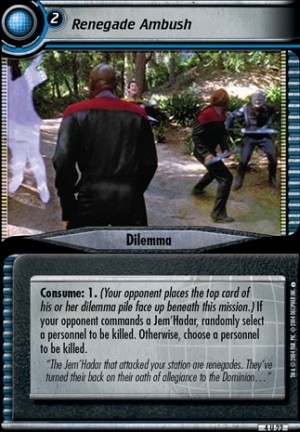 2
Renegade Ambush
Dilemma
Consume: 1. (Your opponent places the top card of
his or her dilemma pile face up beneath this mission.) If
your opponent commands a Jem'Hadar, randomly select
a personnel to be killed. Otherwise, choose a personnel
to be killed.
"The Jem'Hadar that attacked your station are renegades. They've
turned their back on their oath of allegiance to the Dominion…"
4 U 22